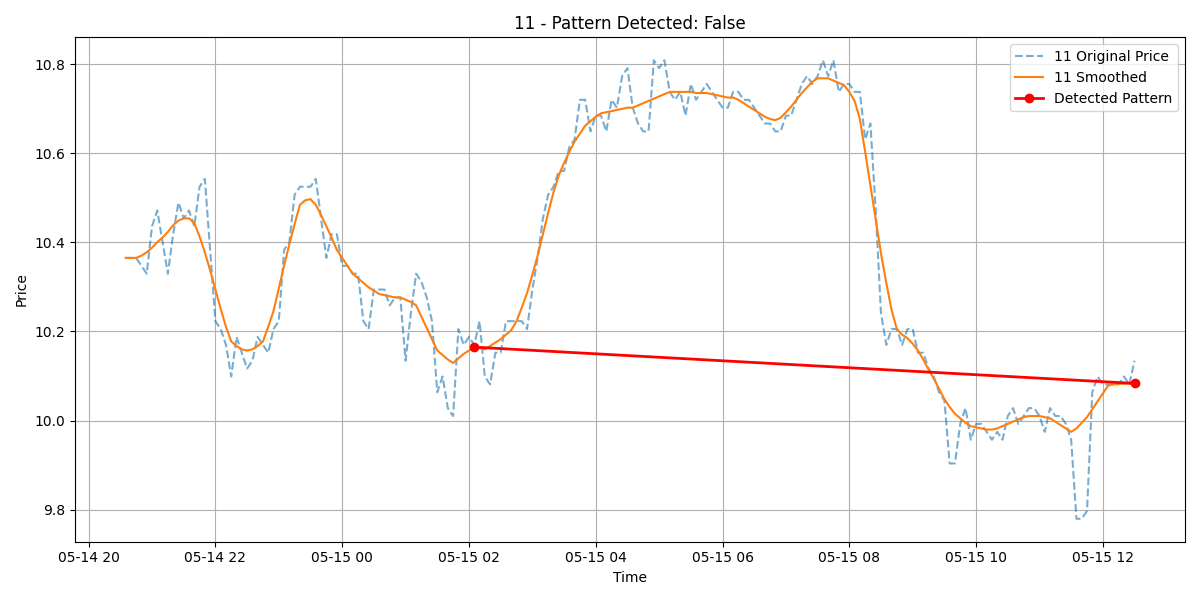 11 - Pattern Detected: False
11 Original Price
11 Smoothed
Detected Pattern
Price
10.8
10.6
10.4
10.2
10.0
9.8
05-14 20
05-14 22
05-15 00
05-15 02
05-15 04
05-15 06
05-15 08
05-15 10
05-15 12
Time